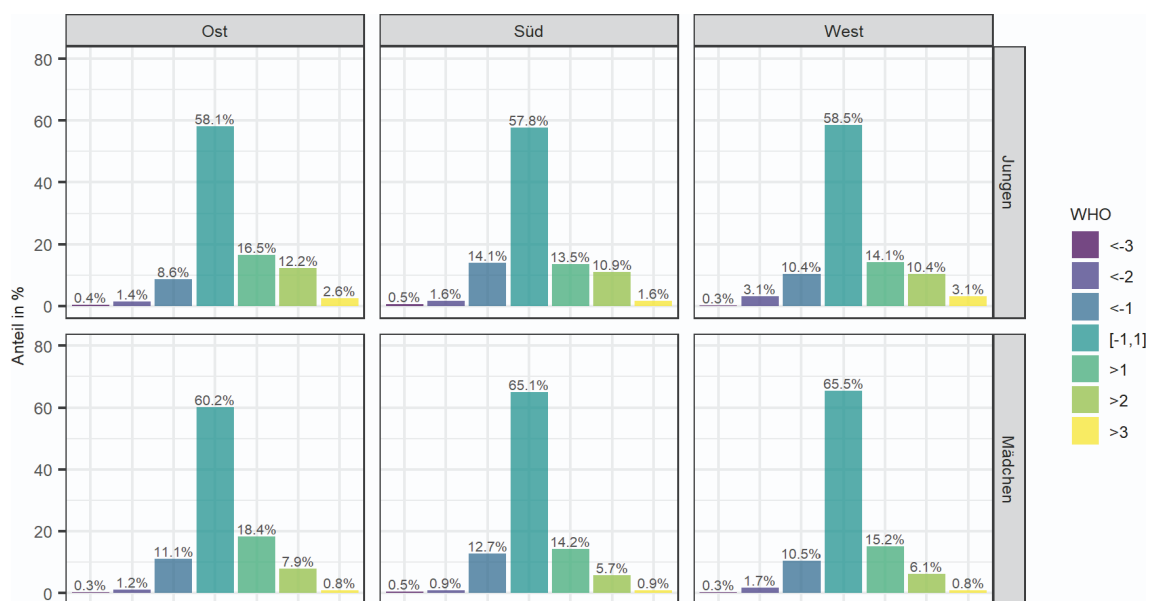 Ost Süd West
Anteil in %
80
60
40
20
0
0.4% 1.4% 8.6% 58.1% 16.5% 12.2% 2.6%
0.5% 1.6% 14.1% 57.8% 13.5% 10.9% 1.6%
0.3% 3.1% 10.4% 58.5% 14.1% 10.4% 3.1%
Jungen
80
60
40
20
0
0.3% 1.2% 11.1% 60.2% 18.4% 7.9% 0.8%
0.5% 0.9% 12.7% 65.1% 14.2% 5.7% 0.9%
0.3% 1.7% 10.5% 65.5% 15.2% 6.1% 0.8%
Mädchen
WHO
<-3
<-2
<-1
[-1,1]
>1
>2
>3